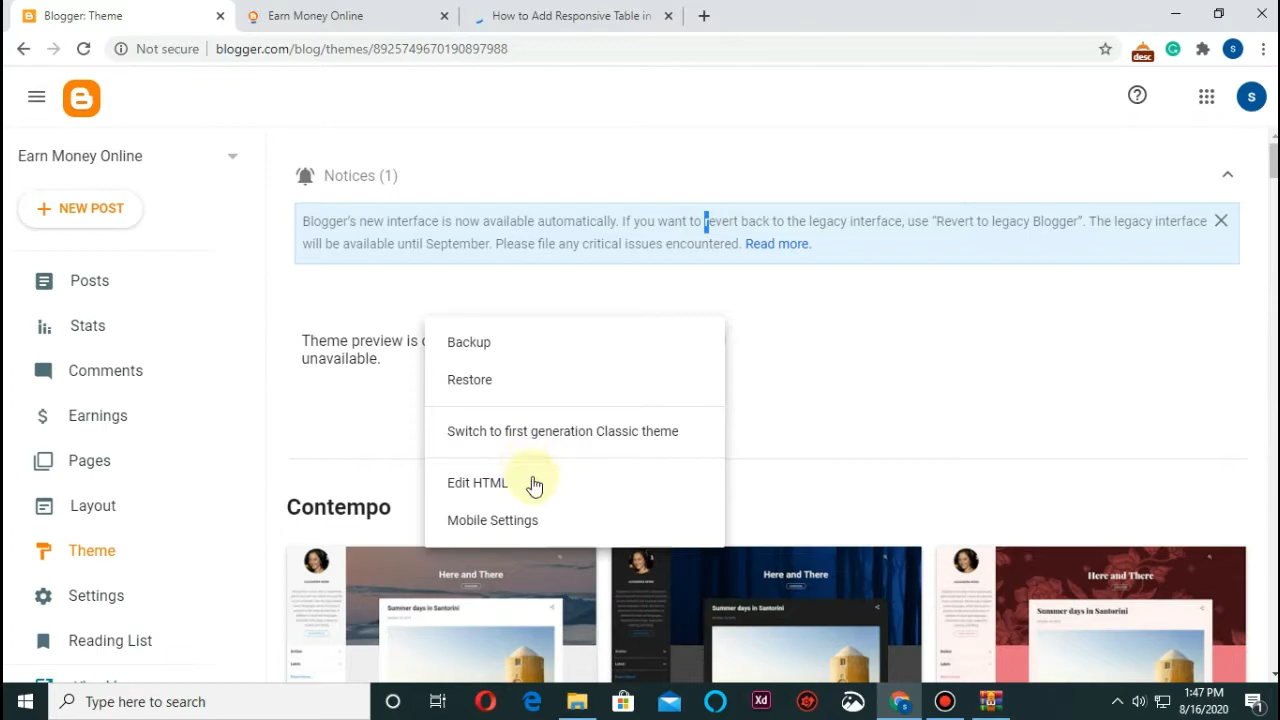 Blogger: Theme
Earn Money Online
How to Add Responsive Table in
Not secure
blogger.com/blog/themes/8925749670190897988
desc
S
S
Earn Money Online
NEW POST
Posts
Stats
Comments
Earnings
Pages
Layout
Theme
Settings
Reading List
Notices (1)
Blogger's new interface is now available automatically. If you want to revert back to the legacy interface, use “Revert to legacy Blogger”. The legacy interface
will be available until September. Please file any critical issues encountered. Read more.
Theme preview is
unavailable.
Backup
Restore
Switch to first generation Classic theme
Edit HTML
Mobile Settings
Contempo
Here and There
Summer days in Santorini
Here and There
Summer days in Santorini
Here and There
Summer days in Santorini
Type here to search
Xd
1:47 PM
8/16/2020